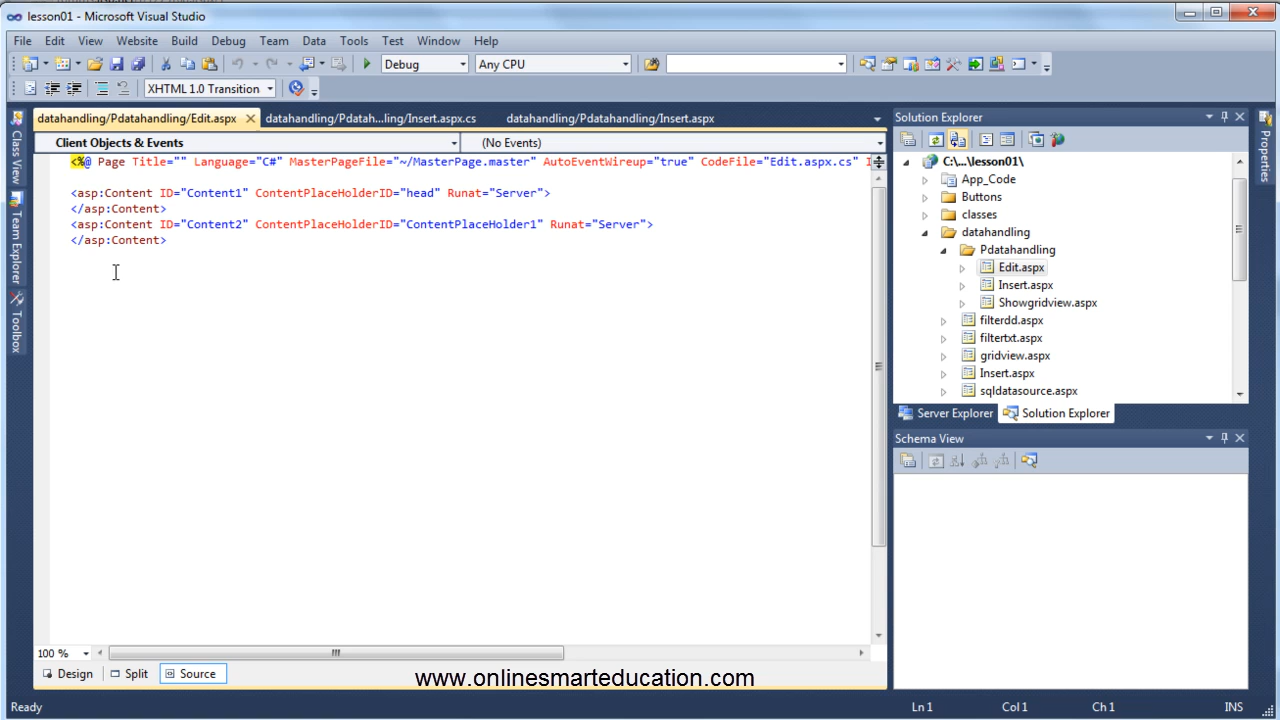 lesson01 - Microsoft Visual Studio
File Edit View Website Build Debug Team Data Tools Test Window Help
Debug Any CPU
XHTML 1.0 Transition
datahandling/Pdatahandling/Edit.aspx datahandling/Pdatah...ling/Insert.aspx.cs datahandling/Pdatahandling/Insert.aspx
Client Objects & Events (No Events)
<%@ Page Title="" Language="C#" MasterPageFile="~/MasterPage.master" AutoEventWireup="true" CodeFile="Edit.aspx.cs" I
<asp:Content ID="Content1" ContentPlaceHolderID="head" Runat="Server">
</asp:Content>
<asp:Content ID="Content2" ContentPlaceHolderID="ContentPlaceHolder1" Runat="Server">
</asp:Content>
100 %
Design Split Source
Class View
Team Explorer
Toolbox
Solution Explorer
C:\...\lesson01\
App_Code
Buttons
classes
datahandling
Pdatahandling
Edit.aspx
Insert.aspx
Showgridview.aspx
filterdd.aspx
filtertxt.aspx
gridview.aspx
Insert.aspx
sqldatasource.aspx
Server Explorer Solution Explorer
Schema View
Properties
www.onlinesmarteducation.com
Ready Ln 1 Col 1 Ch 1 INS